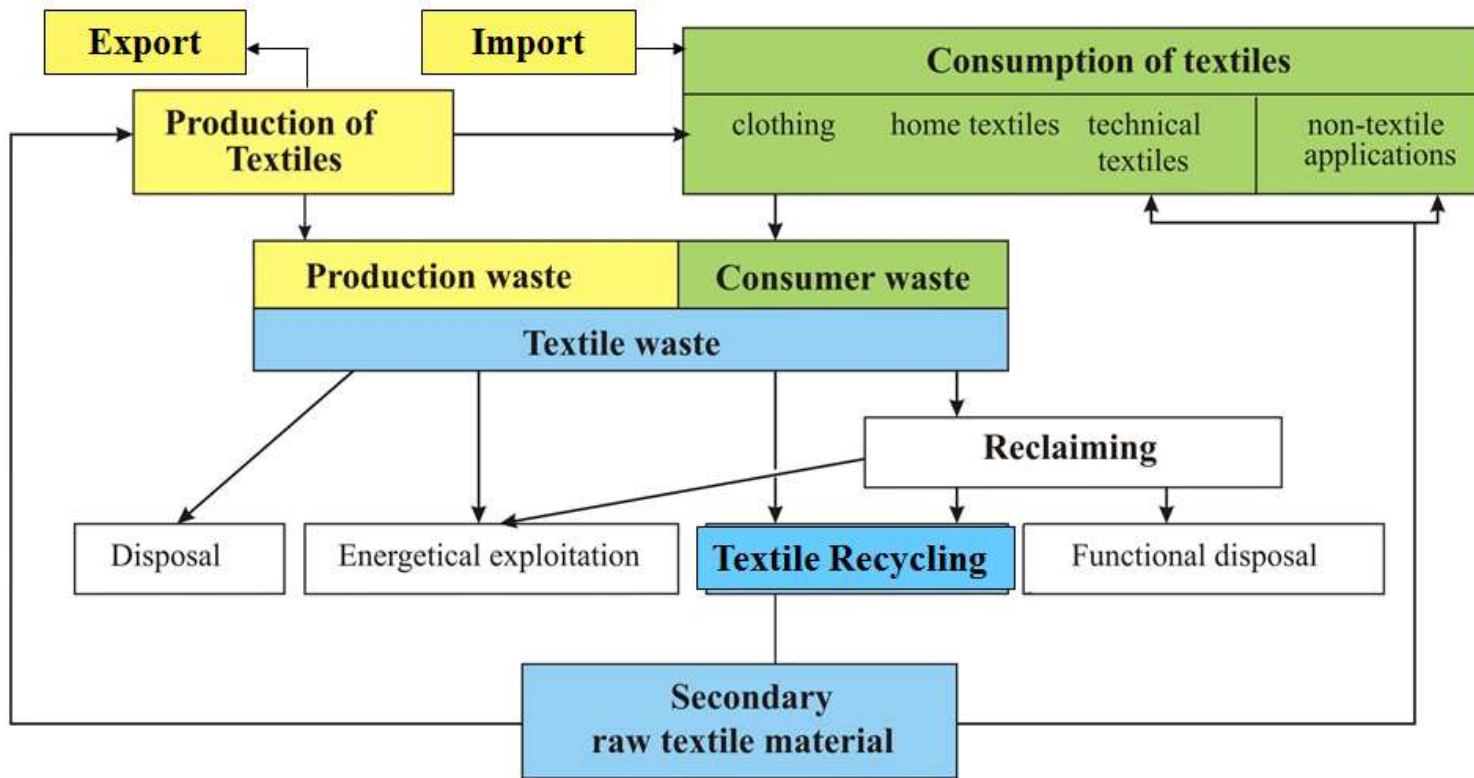 Export
Import
Consumption of textiles
Production of
Textiles
clothing
home textiles
technical
textiles
non-textile
applications
Production waste
Consumer waste
Textile waste
Reclaiming
Disposal
Energetical exploitation
Textile Recycling
Functional disposal
Secondary
raw textile material